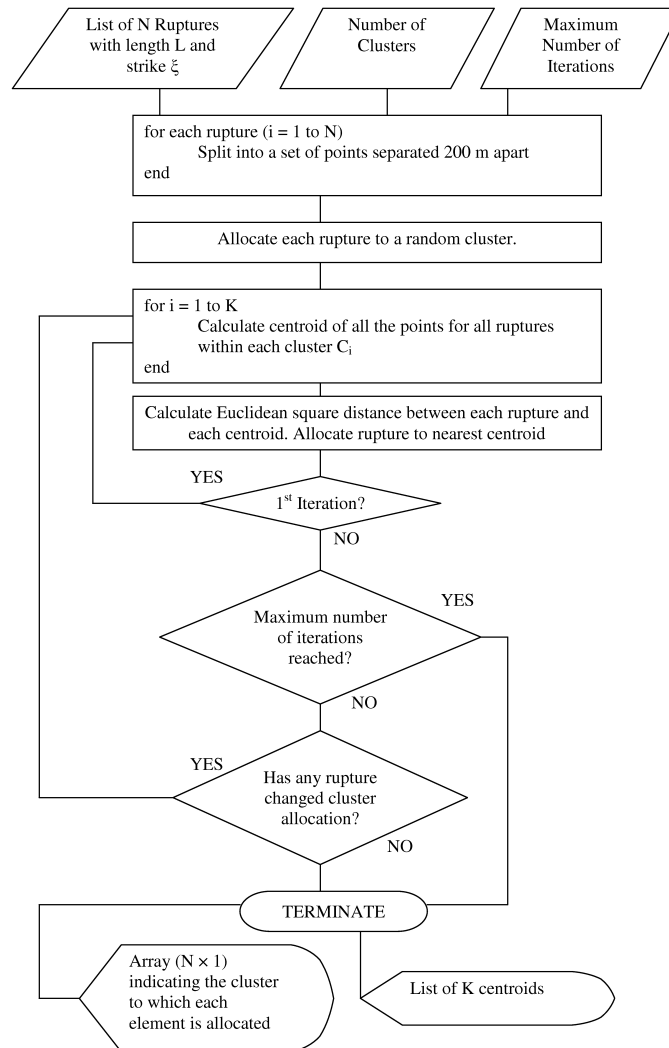 List of N Ruptures
with length L and
strike ξ
Number of
Clusters
Maximum
Number of
Iterations
for each rupture (i = 1 to N)
Split into a set of points separated 200 m apart
end
Allocate each rupture to a random cluster.
for i = 1 to K
Calculate centroid of all the points for all ruptures
within each cluster Ci
end
Calculate Euclidean square distance between each rupture and
each centroid. Allocate rupture to nearest centroid
YES
1st Iteration?
NO
YES
Maximum number
of iterations
reached?
NO
YES
Has any rupture
changed cluster
allocation?
NO
TERMINATE
Array (N × 1)
indicating the cluster
to which each
element is allocated
List of K centroids